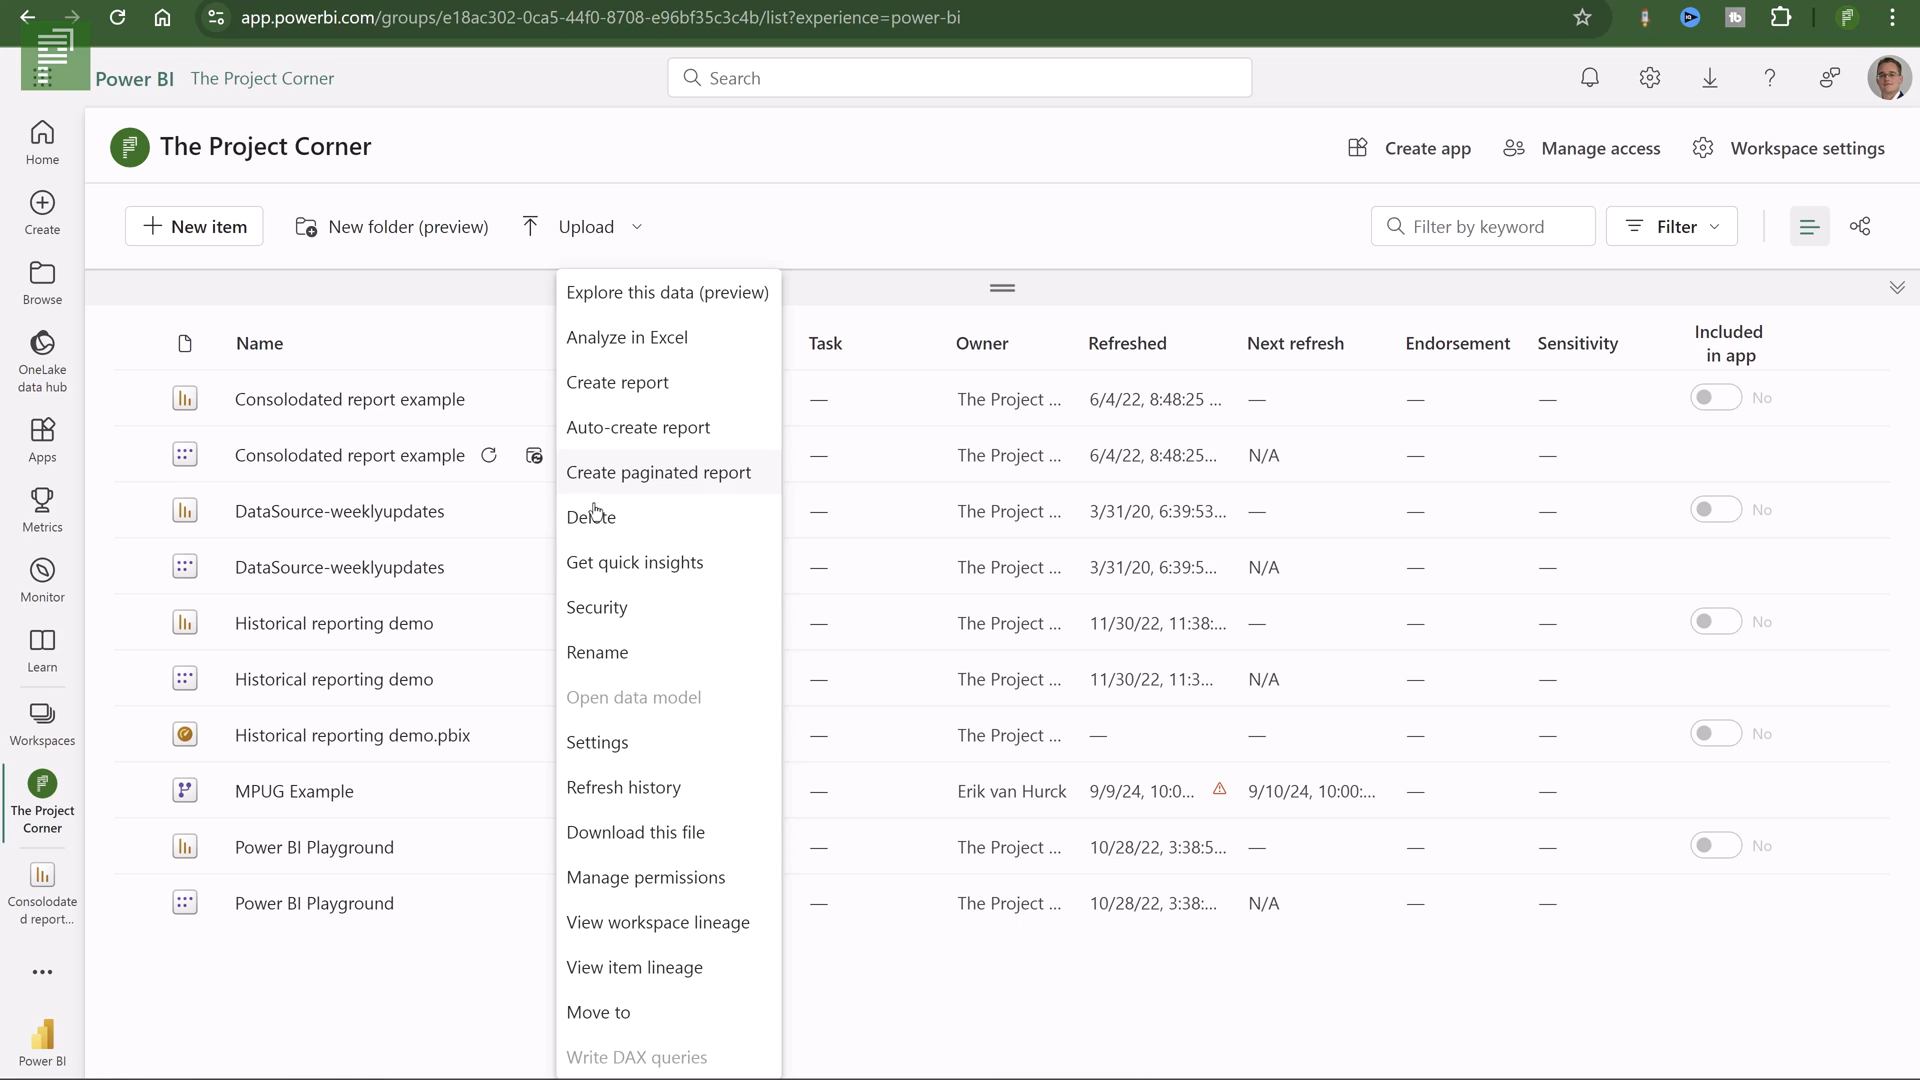 app.powerbi.com/groups/e18ac302-0ca5-44f0-8708-e96bf35c3c4b/list?experience=power-bi
Power BI The Project Corner
Search
Home
Create
Browse
OneLake
data hub
Apps
Metrics
Monitor
Learn
Workspaces
The Project
Corner
Consolodate
d report...
Power BI
The Project Corner
Create app Manage access Workspace settings
New item New folder (preview) Upload Filter by keyword Filter
Name Task Owner Refreshed Next refresh Endorsement Sensitivity Included
in app
Consolodated report example — The Project ... 6/4/22, 8:48:25 ... — — — No
Consolodated report example — The Project ... 6/4/22, 8:48:25... N/A — —
DataSource-weeklyupdates — The Project ... 3/31/20, 6:39:53... — — — No
DataSource-weeklyupdates — The Project ... 3/31/20, 6:39:5... N/A — —
Historical reporting demo — The Project ... 11/30/22, 11:38:... — — — No
Historical reporting demo — The Project ... 11/30/22, 11:3... N/A — —
Historical reporting demo.pbix — The Project ... — — — — No
MPUG Example — Erik van Hurck 9/9/24, 10:0... 9/10/24, 10:00:... — —
Power BI Playground — The Project ... 10/28/22, 3:38:5... — — — No
Power BI Playground — The Project ... 10/28/22, 3:38:... N/A — —
Explore this data (preview)
Analyze in Excel
Create report
Auto-create report
Create paginated report
Delete
Get quick insights
Security
Rename
Open data model
Settings
Refresh history
Download this file
Manage permissions
View workspace lineage
View item lineage
Move to
Write DAX queries